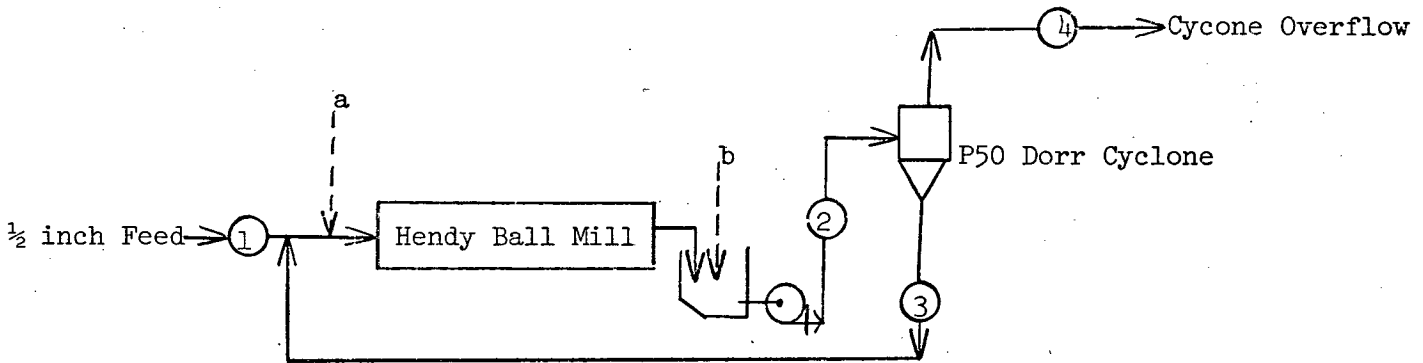 4
Cycone Overflow
a
P50 Dorr Cyclone
b
2
½ inch Feed
1
Hendy Ball Mill
3